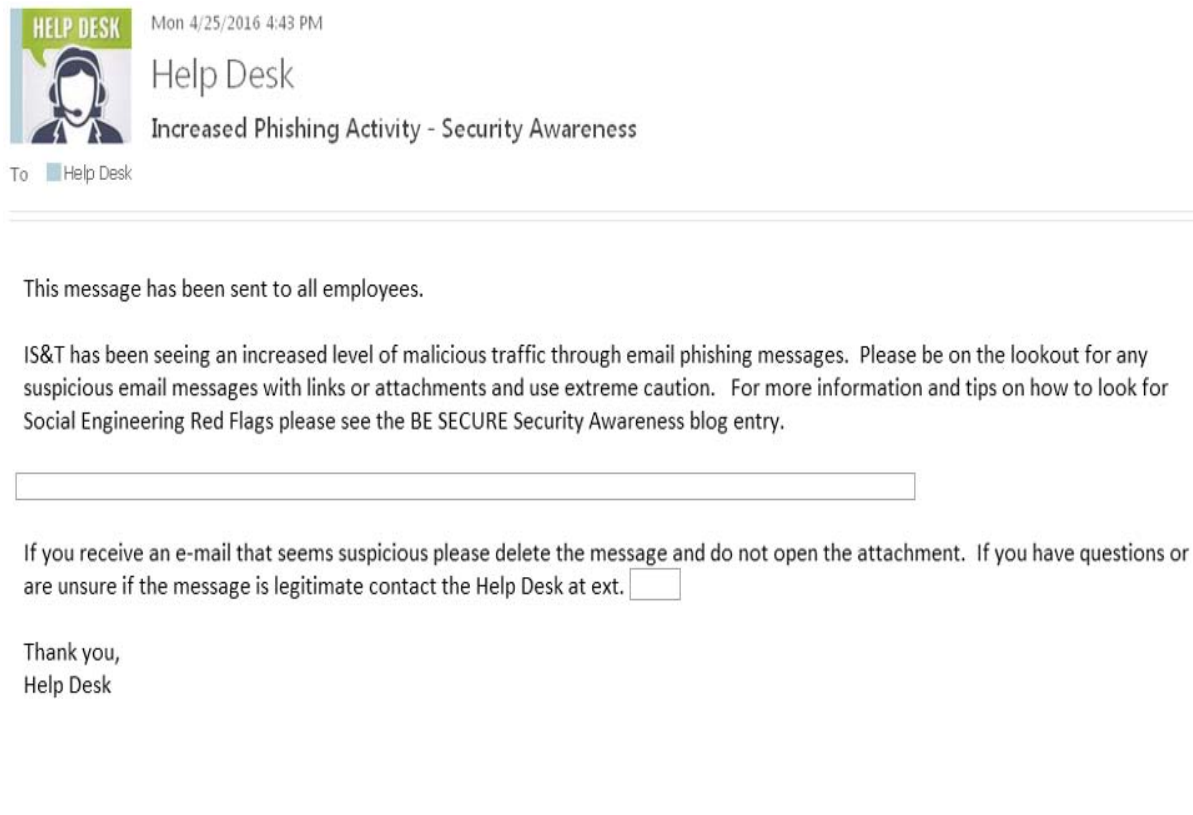 HELP DESK
Mon 4/25/2016 4:43 PM
Help Desk
Increased Phishing Activity - Security Awareness
To Help Desk
This message has been sent to all employees.
IS&T has been seeing an increased level of malicious traffic through email phishing messages.  Please be on the lookout for any
suspicious email messages with links or attachments and use extreme caution.   For more information and tips on how to look for
Social Engineering Red Flags please see the BE SECURE Security Awareness blog entry.
If you receive an e-mail that seems suspicious please delete the message and do not open the attachment.  If you have questions or
are unsure if the message is legitimate contact the Help Desk at ext.
Thank you,
Help Desk